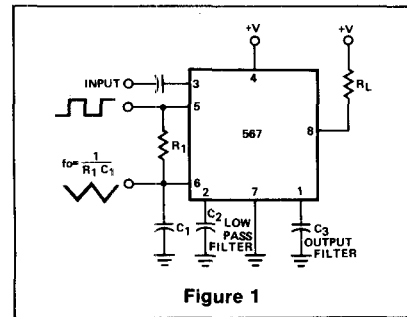 +V
+V
INPUT
3
4
5
R1
567
8
RL
fo= 1
R1 C1
6
2
7
1
C1
C2
LOW
PASS
FILTER
C3
OUTPUT
FILTER
Figure 1